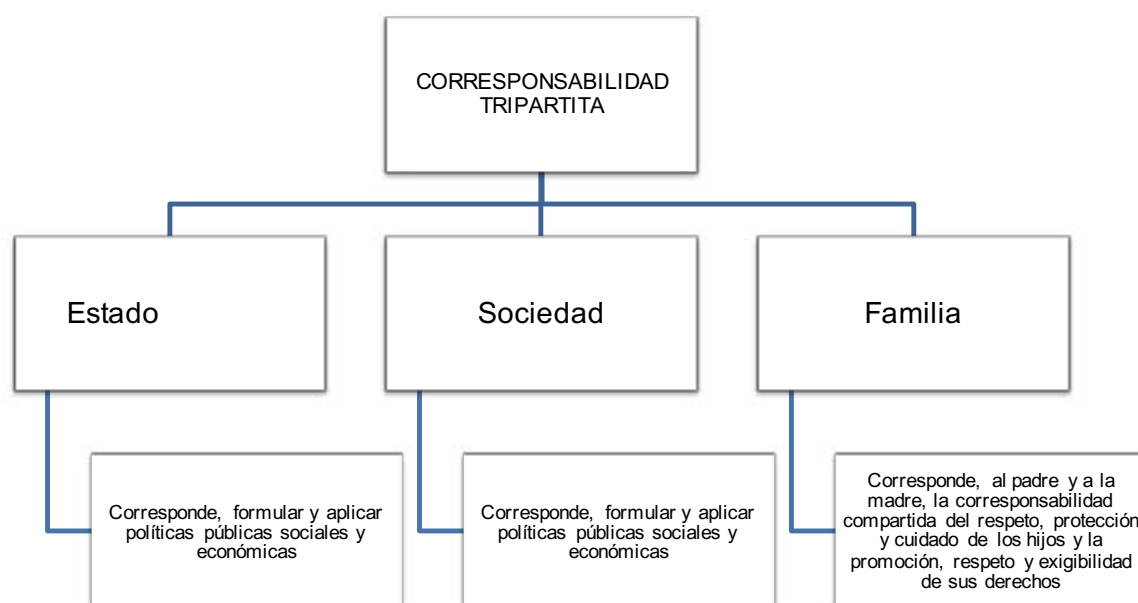 CORRESPONSABILIDAD
TRIPARTITA
Estado
Sociedad
Familia
Corresponde, formular y aplicar
políticas públicas sociales y
económicas
Corresponde, formular y aplicar
políticas públicas sociales y
económicas
Corresponde, al padre y a la
madre, la corresponsabilidad
compartida del respeto, protección
y cuidado de los hijos y la
promoción, respeto y exigibilidad
de sus derechos